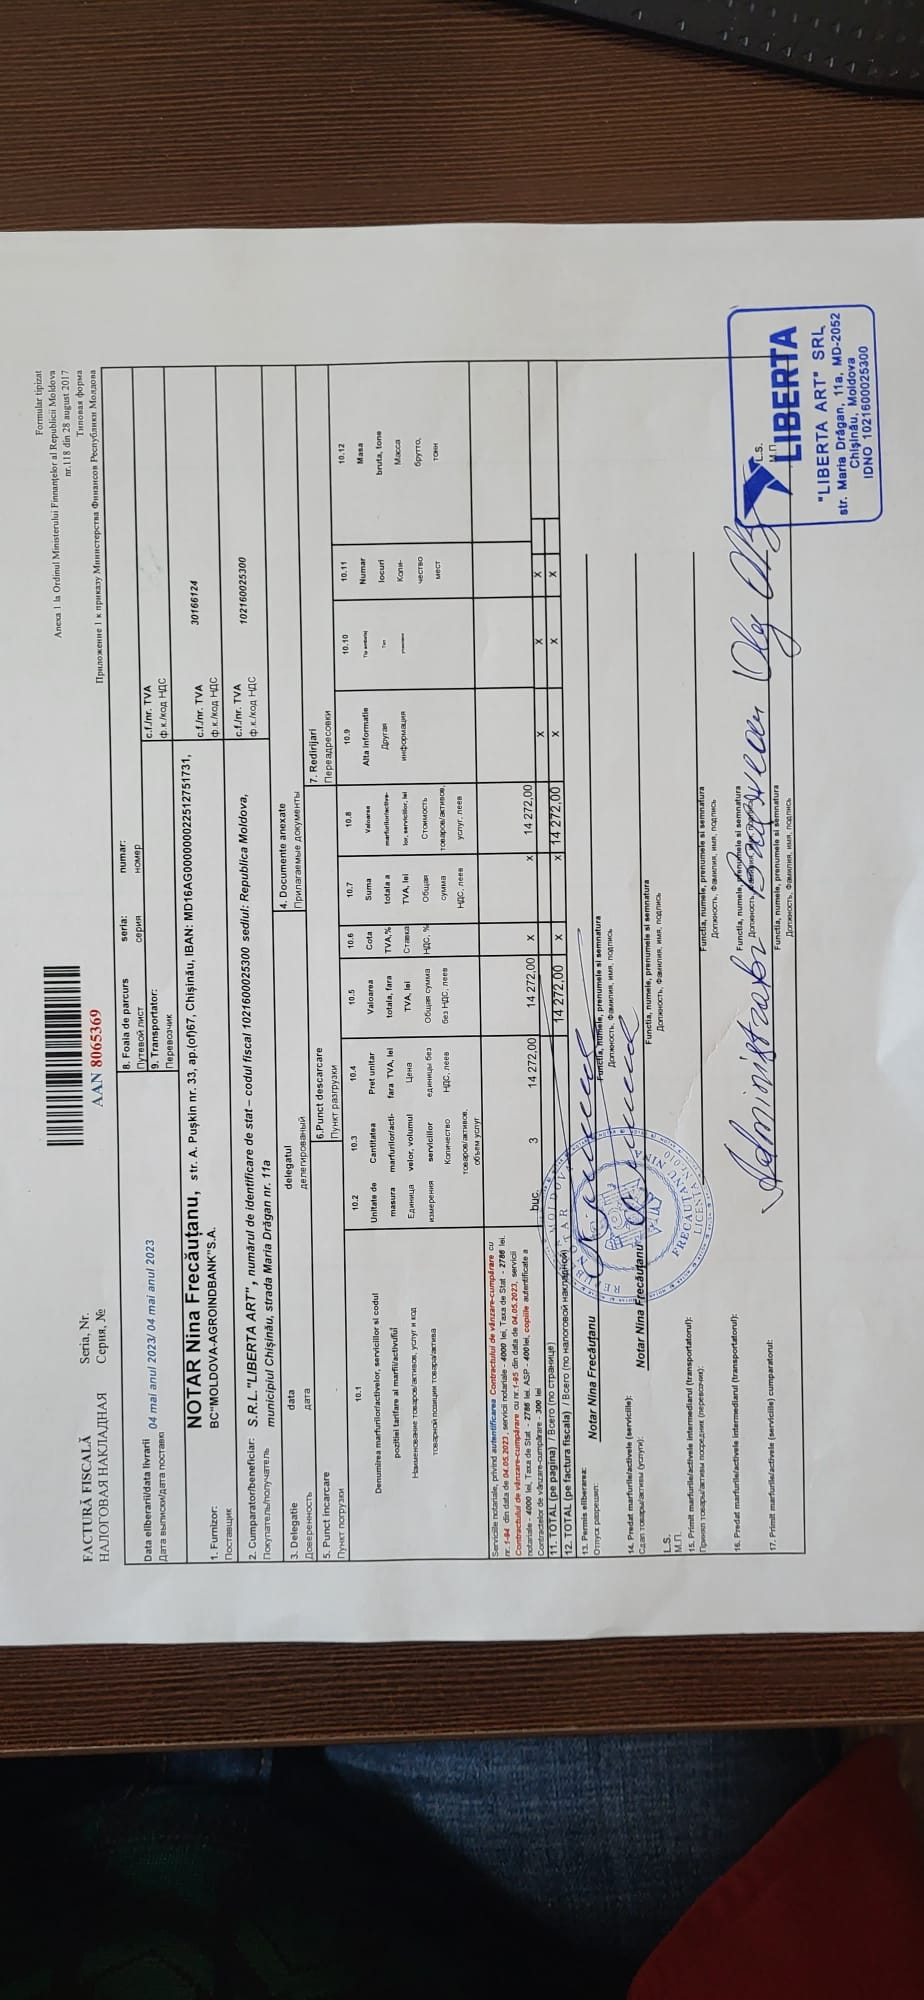 Formular tipizat
Anexa 1 la Ordinul Ministerului Finanțelor al Republicii Moldova
nr.118 din 28 august 2017
Типовая форма
Приложение 1 к приказу Министерства Финансов Республики Молдова
FACTURĂ FISCALĂ Seria, Nr.
НАЛОГОВАЯ НАКЛАДНАЯ Серия, № AAN 8065369
8. Foaia de parcurs seria: numar:
Путевой лист серия номер
Data eliberarii/data livrarii 04 mai anul 2023/ 04 mai anul 2023
Дата выписки/дата поставко
9. Transportator: c.f./nr. TVA
Перевозчик ф.к./код НДС
1. Furnizor: NOTAR Nina Frecăuțanu, str. A. Pușkin nr. 33, ap.(of)67, Chișinău, IBAN: MD16AG000000022512751731,
Поставщик BC"MOLDOVA-AGROINDBANK"S.A.
c.f./nr. TVA 30166124
ф.к./код НДС
2. Cumparator/beneficiar: S.R.L. "LIBERTA ART" , numărul de identificare de stat – codul fiscal 1021600025300 sediul: Republica Moldova,
Покупатель/получатель municipiul Chișinău, strada Maria Drăgan nr. 11a
c.f./nr. TVA 102160025300
ф.к./код НДС
3. Delegatie data delegatul
Доверенность дата делегированый
4. Documente anexate
Прилагаемые документы
5. Punct incarcare
Пункт погрузки
6.Punct descarcare
Пункт разгрузки
7. Redirijari
Переадресовки
10.1
Denumirea marfurilor/activelor, serviciilor si codul
pozitiei tarifare al marfii/activului
Наименование товаров/активов, услуг и код
товарной позиции товара/актива
10.2
Unitate de
masura
Единица
измерения
10.3
Cantitatea
marfurilor/acti-
velor, volumul
serviciilor
Количество
товаров/активов,
объем услуг
10.4
Pret unitar
fara TVA, lei
Цена
единицы без
НДС, леев
10.5
Valoarea
totala, fara
TVA, lei
Общая сумма
без НДС, леев
10.6
Cota
TVA,%
Ставка
НДС, %
10.7
Suma
totala a
TVA, lei
Общая
сумма
НДС, леев
10.8
Valoarea
marfurilor/active-
lor, serviciilor, lei
Стоимость
товаров/активов,
услуг, леев
10.9
Alta informatie
Другая
информация
10.10
Тип
10.11
Numar
locuri
Коли-
чество
мест
10.12
Masa
bruta, tone
Масса
брутто,
тонн
Serviciile notariale, privind autentificarea Contractului de vânzare-cumpărare cu
nr. 1-94 din data de 04.05.2023, servicii notariale - 4000 lei, Taxa de Stat - 2786 lei.
Contractului de vânzare-cumpărare cu nr.1-95 din data de 04.05.2023, servicii
notariale - 4000 lei, Taxa de Stat - 2786 lei, ASP - 400lei, copiile autentificate a
Contractelor de vânzare-cumpărare - 300 lei
buc. 3 14 272,00 14 272,00 x x 14 272,00
11. TOTAL (pe pagina) / Всего (по странице) x x x
12. TOTAL (pe factura fiscala) / Всего (по налоговой накладной) 14 272,00 x x 14 272,00 x x x
13. Permis eliberarea: Notar Nina Frecăuțanu
Отпуск разрешил: Functia, numele, prenumele si semnatura
Должность, фамилия, имя, подпись
14. Predat marfurile/activele (serviciile): Notar Nina Frecăuțanu
Сдал товары/активы (услуги): Functia, numele, prenumele si semnatura
Должность, Фамилия, имя, подпись
L.S.
М.П.
15. Primit marfurile/activele intermediarul (transportatorul):
Принял товары/активы посредник (перевозчик): Functia, numele, prenumele si semnatura
Должность, Фамилия, имя, подпись
16. Predat marfurile/activele intermediarul (transportatorul):
Functia, numele, prenumele si semnatura
Должность, Фамилия, имя, подпись
17. Primit marfurile/activele (serviciile) cumparatorul: Administrator
Functia, numele, prenumele si semnatura
Должность, Фамилия, имя, подпись
L.S.
М.П.
LIBERTA
"LIBERTA ART" SRL
str. Maria Drăgan, 11a, MD-2052
Chișinău, Moldova
IDNO 1021600025300
NOTAR
FRECĂUȚANU NINA